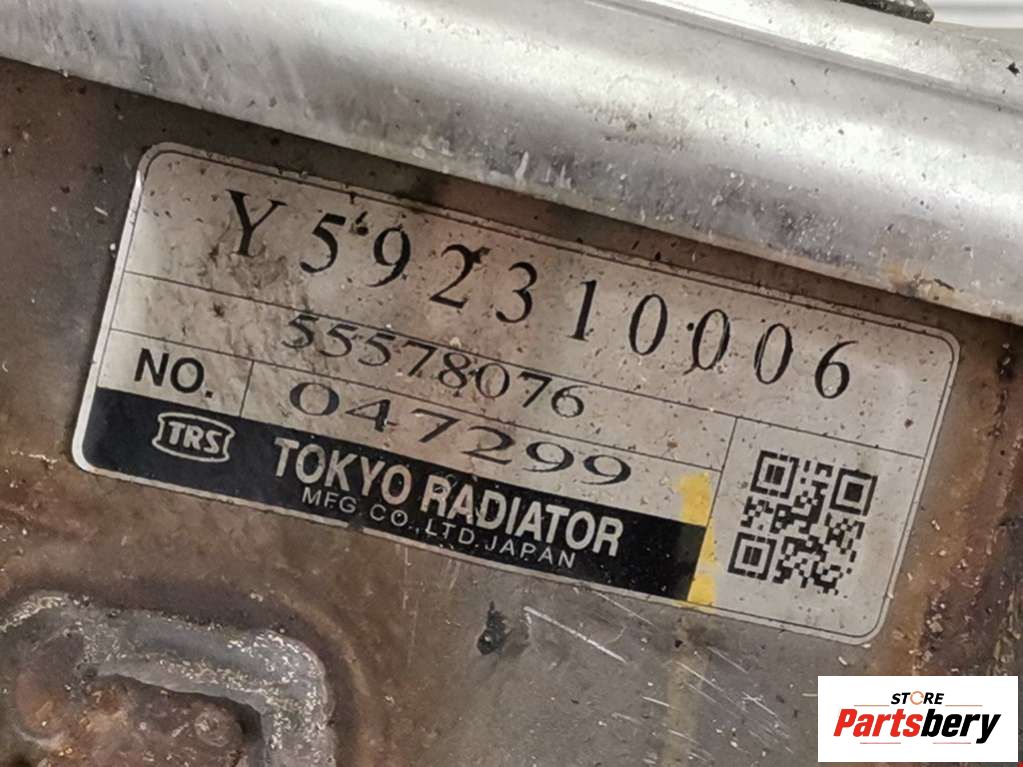 Y592310006
55578076
NO. 047299
TRS TOKYO RADIATOR
MFG CO.,LTD.JAPAN
STORE
Partsbery